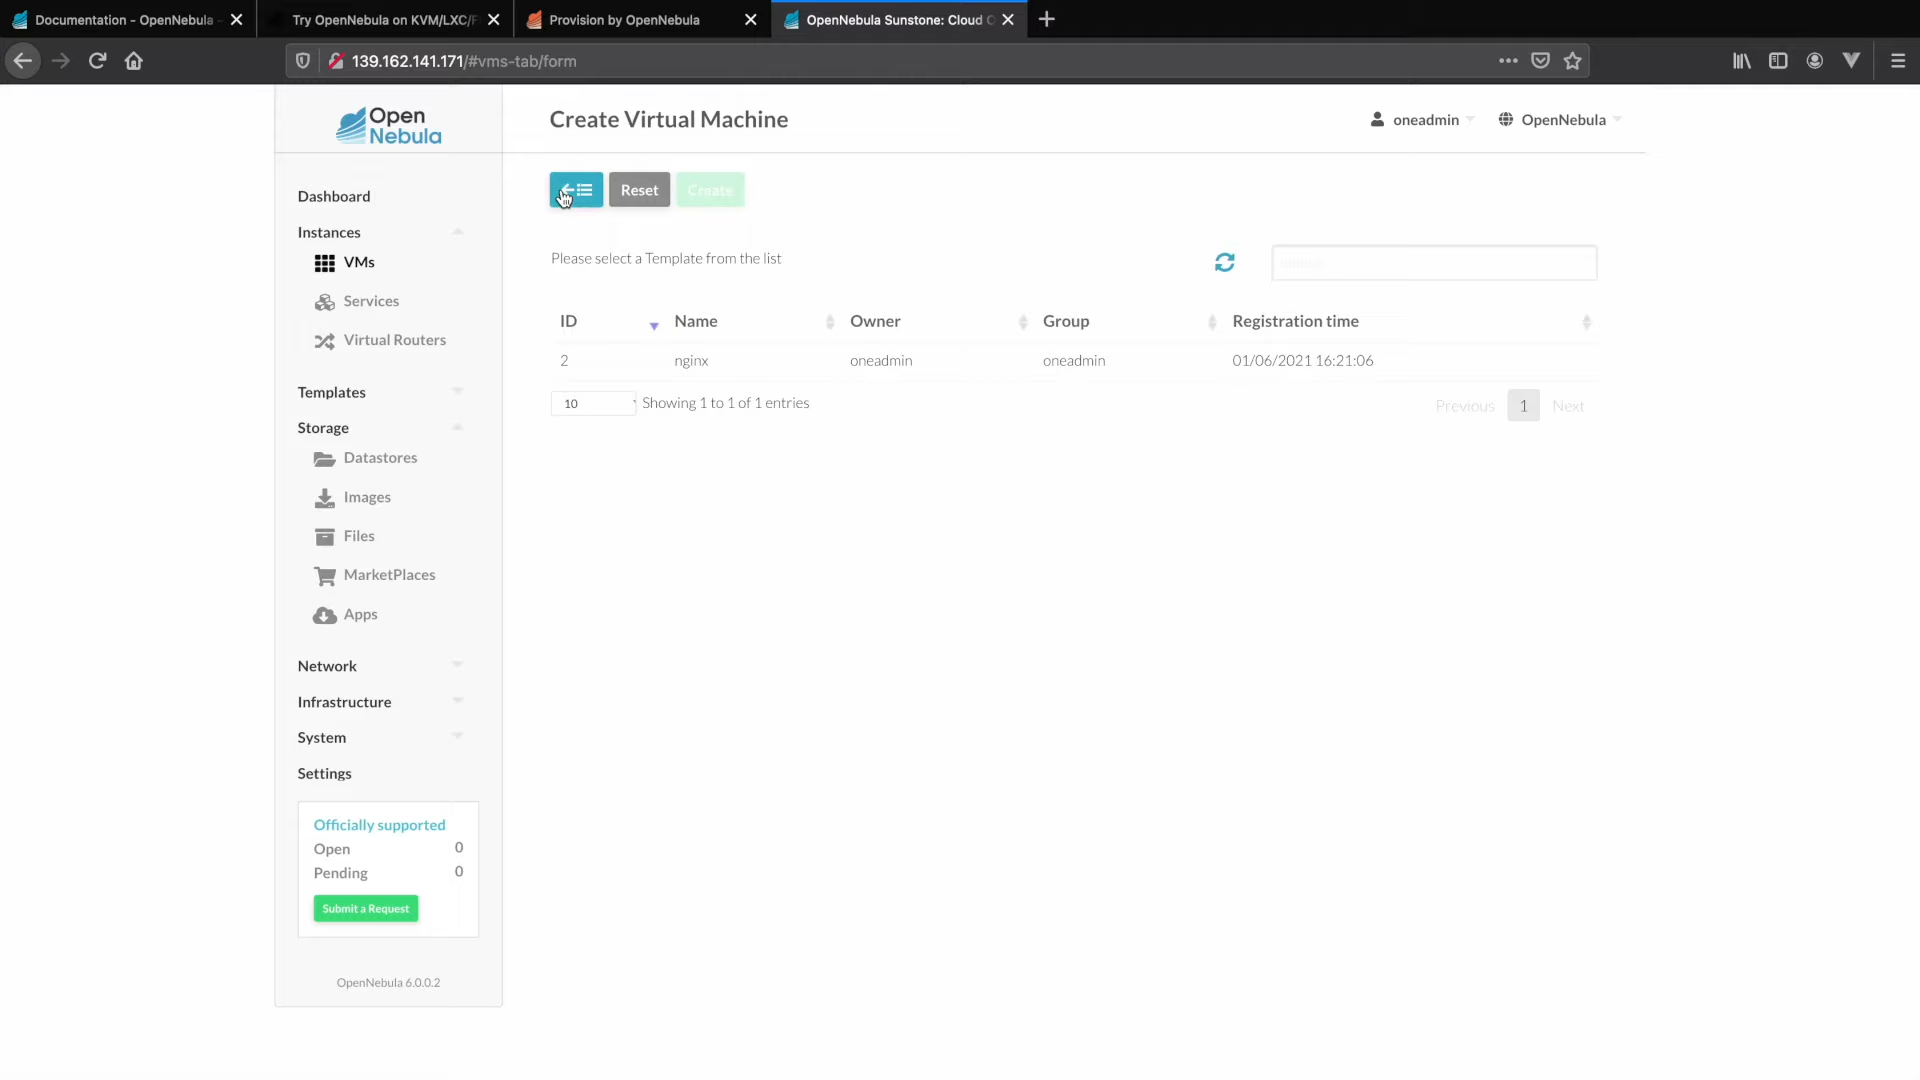 Documentation - OpenNebula -
Try OpenNebula on KVM/LXC/F
Provision by OpenNebula
OpenNebula Sunstone: Cloud O
139.162.141.171/#vms-tab/form
Open
Nebula
Create Virtual Machine
oneadmin
OpenNebula
Dashboard
Instances
VMs
Services
Virtual Routers
Templates
Storage
Datastores
Images
Files
MarketPlaces
Apps
Network
Infrastructure
System
Settings
Officially supported
Open 0
Pending 0
Submit a Request
OpenNebula 6.0.0.2
Reset
Create
Please select a Template from the list
ID Name Owner Group Registration time
2 nginx oneadmin oneadmin 01/06/2021 16:21:06
10 Showing 1 to 1 of 1 entries
Previous 1 Next